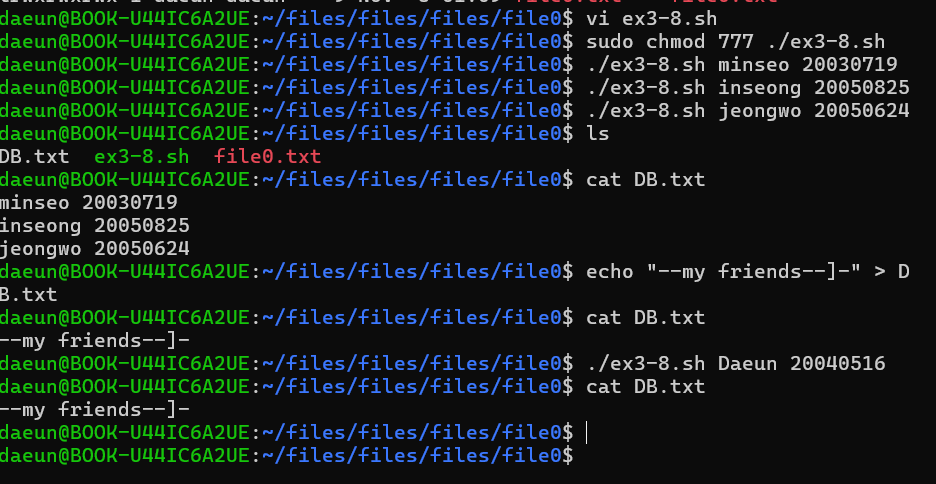 daeun@BOOK-U44IC6A2UE:~/files/files/files/file0$ vi ex3-8.sh
daeun@BOOK-U44IC6A2UE:~/files/files/files/file0$ sudo chmod 777 ./ex3-8.sh
daeun@BOOK-U44IC6A2UE:~/files/files/files/file0$ ./ex3-8.sh minseo 20030719
daeun@BOOK-U44IC6A2UE:~/files/files/files/file0$ ./ex3-8.sh inseong 20050825
daeun@BOOK-U44IC6A2UE:~/files/files/files/file0$ ./ex3-8.sh jeongwo 20050624
daeun@BOOK-U44IC6A2UE:~/files/files/files/file0$ ls
DB.txt  ex3-8.sh  file0.txt
daeun@BOOK-U44IC6A2UE:~/files/files/files/file0$ cat DB.txt
minseo 20030719
inseong 20050825
jeongwo 20050624
daeun@BOOK-U44IC6A2UE:~/files/files/files/file0$ echo "--my friends--]-" > D
B.txt
daeun@BOOK-U44IC6A2UE:~/files/files/files/file0$ cat DB.txt
--my friends--]-
daeun@BOOK-U44IC6A2UE:~/files/files/files/file0$ ./ex3-8.sh Daeun 20040516
daeun@BOOK-U44IC6A2UE:~/files/files/files/file0$ cat DB.txt
--my friends--]-
daeun@BOOK-U44IC6A2UE:~/files/files/files/file0$
daeun@BOOK-U44IC6A2UE:~/files/files/files/file0$